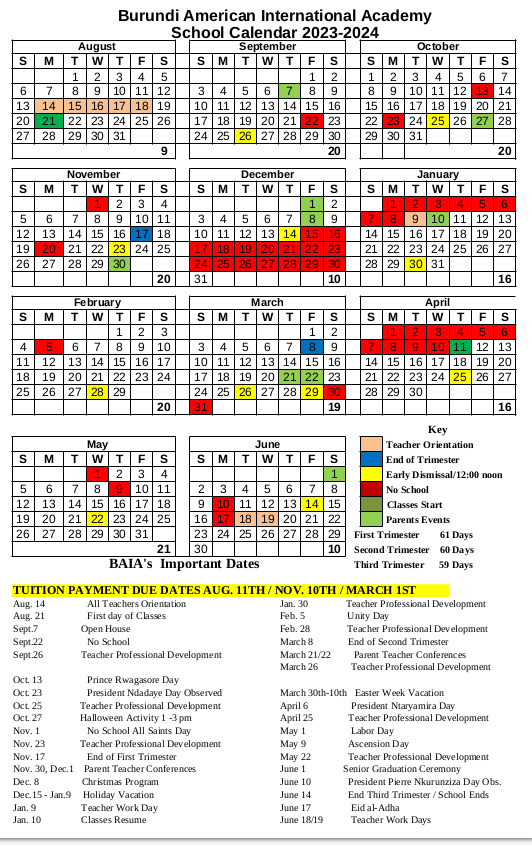 Burundi American International Academy
School Calendar 2023-2024
August
S M T W T F S
1 2 3 4 5
6 7 8 9 10 11 12
13 14 15 16 17 18 19
20 21 22 23 24 25 26
27 28 29 30 31
9
September
S M T W T F S
1 2
3 4 5 6 7 8 9
10 11 12 13 14 15 16
17 18 19 20 21 22 23
24 25 26 27 28 29 30
20
October
S M T W T F S
1 2 3 4 5 6 7
8 9 10 11 12 13 14
15 16 17 18 19 20 21
22 23 24 25 26 27 28
29 30 31
20
November
S M T W T F S
1 2 3 4
5 6 7 8 9 10 11
12 13 14 15 16 17 18
19 20 21 22 23 24 25
26 27 28 29 30
20
December
S M T W T F S
1 2
3 4 5 6 7 8 9
10 11 12 13 14 15 16
17 18 19 20 21 22 23
24 25 26 27 28 29 30
31 10
January
S M T W T F S
1 2 3 4 5 6
7 8 9 10 11 12 13
14 15 16 17 18 19 20
21 22 23 24 25 26 27
28 29 30 31
16
February
S M T W T F S
1 2 3
4 5 6 7 8 9 10
11 12 13 14 15 16 17
18 19 20 21 22 23 24
25 26 27 28 29
20
March
S M T W T F S
1 2
3 4 5 6 7 8 9
10 11 12 13 14 15 16
17 18 19 20 21 22 23
24 25 26 27 28 29 30
31 19
April
S M T W T F S
1 2 3 4 5 6
7 8 9 10 11 12 13
14 15 16 17 18 19 20
21 22 23 24 25 26 27
28 29 30
16
May
S M T W T F S
1 2 3 4
5 6 7 8 9 10 11
12 13 14 15 16 17 18
19 20 21 22 23 24 25
26 27 28 29 30 31
21
June
S M T W T F S
1
2 3 4 5 6 7 8
9 10 11 12 13 14 15
16 17 18 19 20 21 22
23 24 25 26 27 28 29
30 10
Key
Teacher Orientation
End of Trimester
Early Dismissal/12:00 noon
No School
Classes Start
Parents Events
First Trimester 61 Days
Second Trimester 60 Days
Third Trimester 59 Days
BAIA's Important Dates
TUITION PAYMENT DUE DATES AUG. 11TH / NOV. 10TH / MARCH 1ST
Aug. 14 All Teachers Orientation
Aug. 21 First day of Classes
Sept.7 Open House
Sept.22 No School
Sept.26 Teacher Professional Development
Oct. 13 Prince Rwagasore Day
Oct. 23 President Ndadaye Day Observed
Oct. 25 Teacher Professional Development
Oct. 27 Halloween Activity 1 -3 pm
Nov. 1 No School All Saints Day
Nov. 23 Teacher Professional Development
Nov. 17 End of First Trimester
Nov. 30, Dec.1 Parent Teacher Conferences
Dec. 8 Christmas Program
Dec.15 - Jan.9 Holiday Vacation
Jan. 9 Teacher Work Day
Jan. 10 Classes Resume
Jan. 30 Teacher Professional Development
Feb. 5 Unity Day
Feb. 28 Teacher Professional Development
March 8 End of Second Trimester
March 21/22 Parent Teacher Conferences
March 26 Teacher Professional Development
March 30th-10th Easter Week Vacation
April 6 President Ntaryamira Day
April 25 Teacher Professional Development
May 1 Labor Day
May 9 Ascension Day
May 22 Teacher Professional Development
June 1 Senior Graduation Ceremony
June 10 President Pierre Nkurunziza Day Obs.
June 14 End Third Trimester / School Ends
June 17 Eid al-Adha
June 18/19 Teacher Work Days